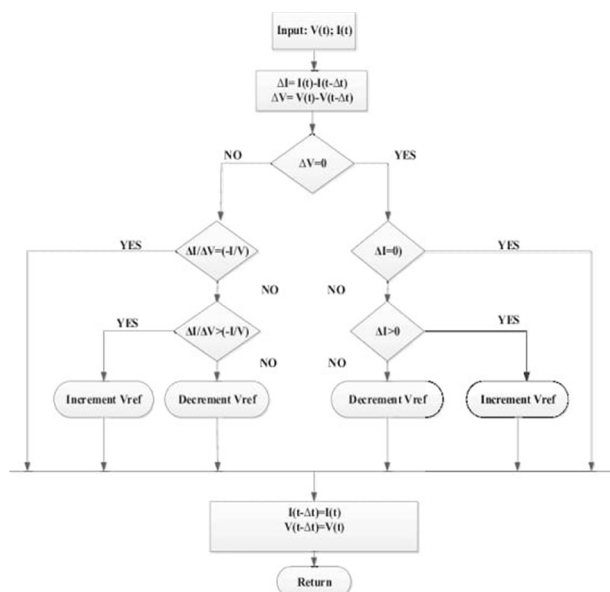 Input: V(t); I(t)
ΔI= I(t)-I(t-Δt)
ΔV= V(t)-V(t-Δt)
NO
YES
ΔV=0
YES
ΔI/ΔV=(-I/V)
ΔI=0)
YES
NO
NO
YES
ΔI/ΔV>(-I/V)
ΔI>0
YES
NO
NO
Increment Vref
Decrement Vref
Decrement Vref
Increment Vref
I(t-Δt)=I(t)
V(t-Δt)=V(t)
Return